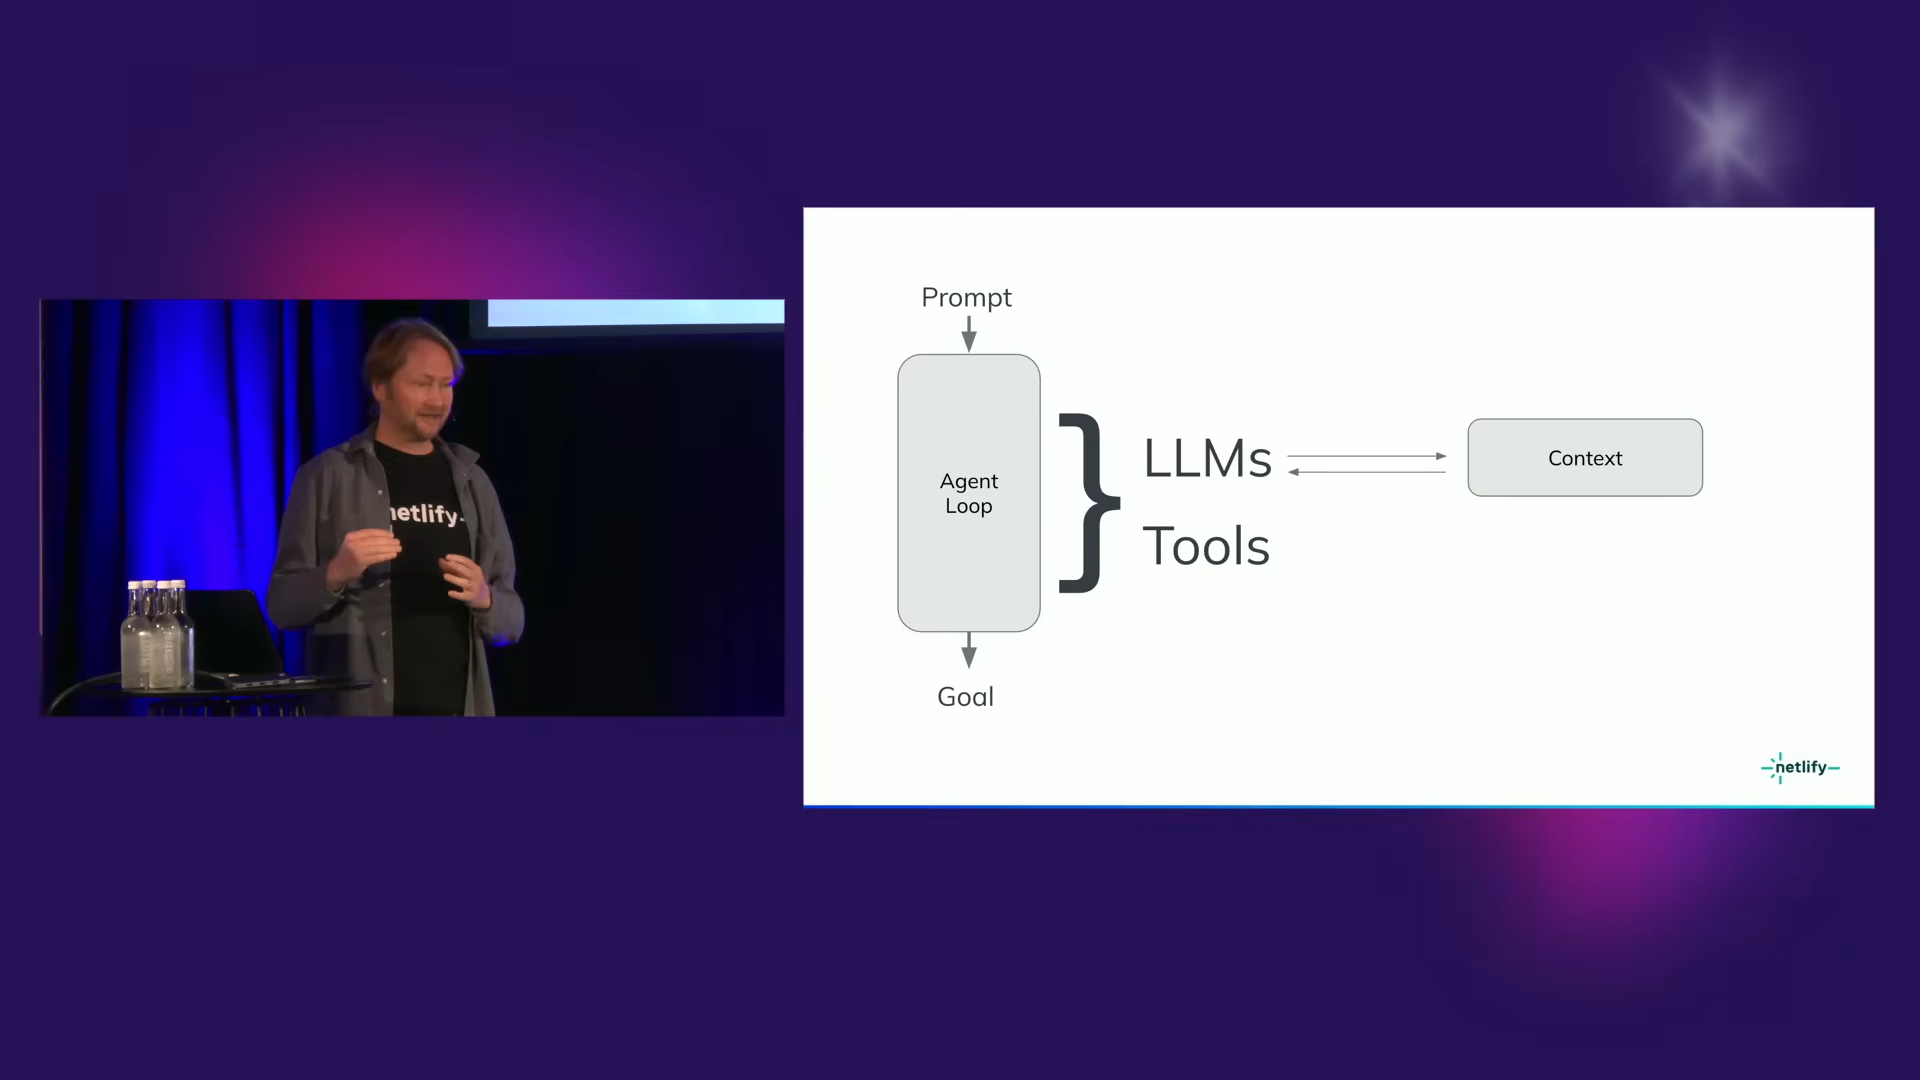 netlify
Prompt
Agent
Loop
LLMs
Tools
Context
Goal
netlify